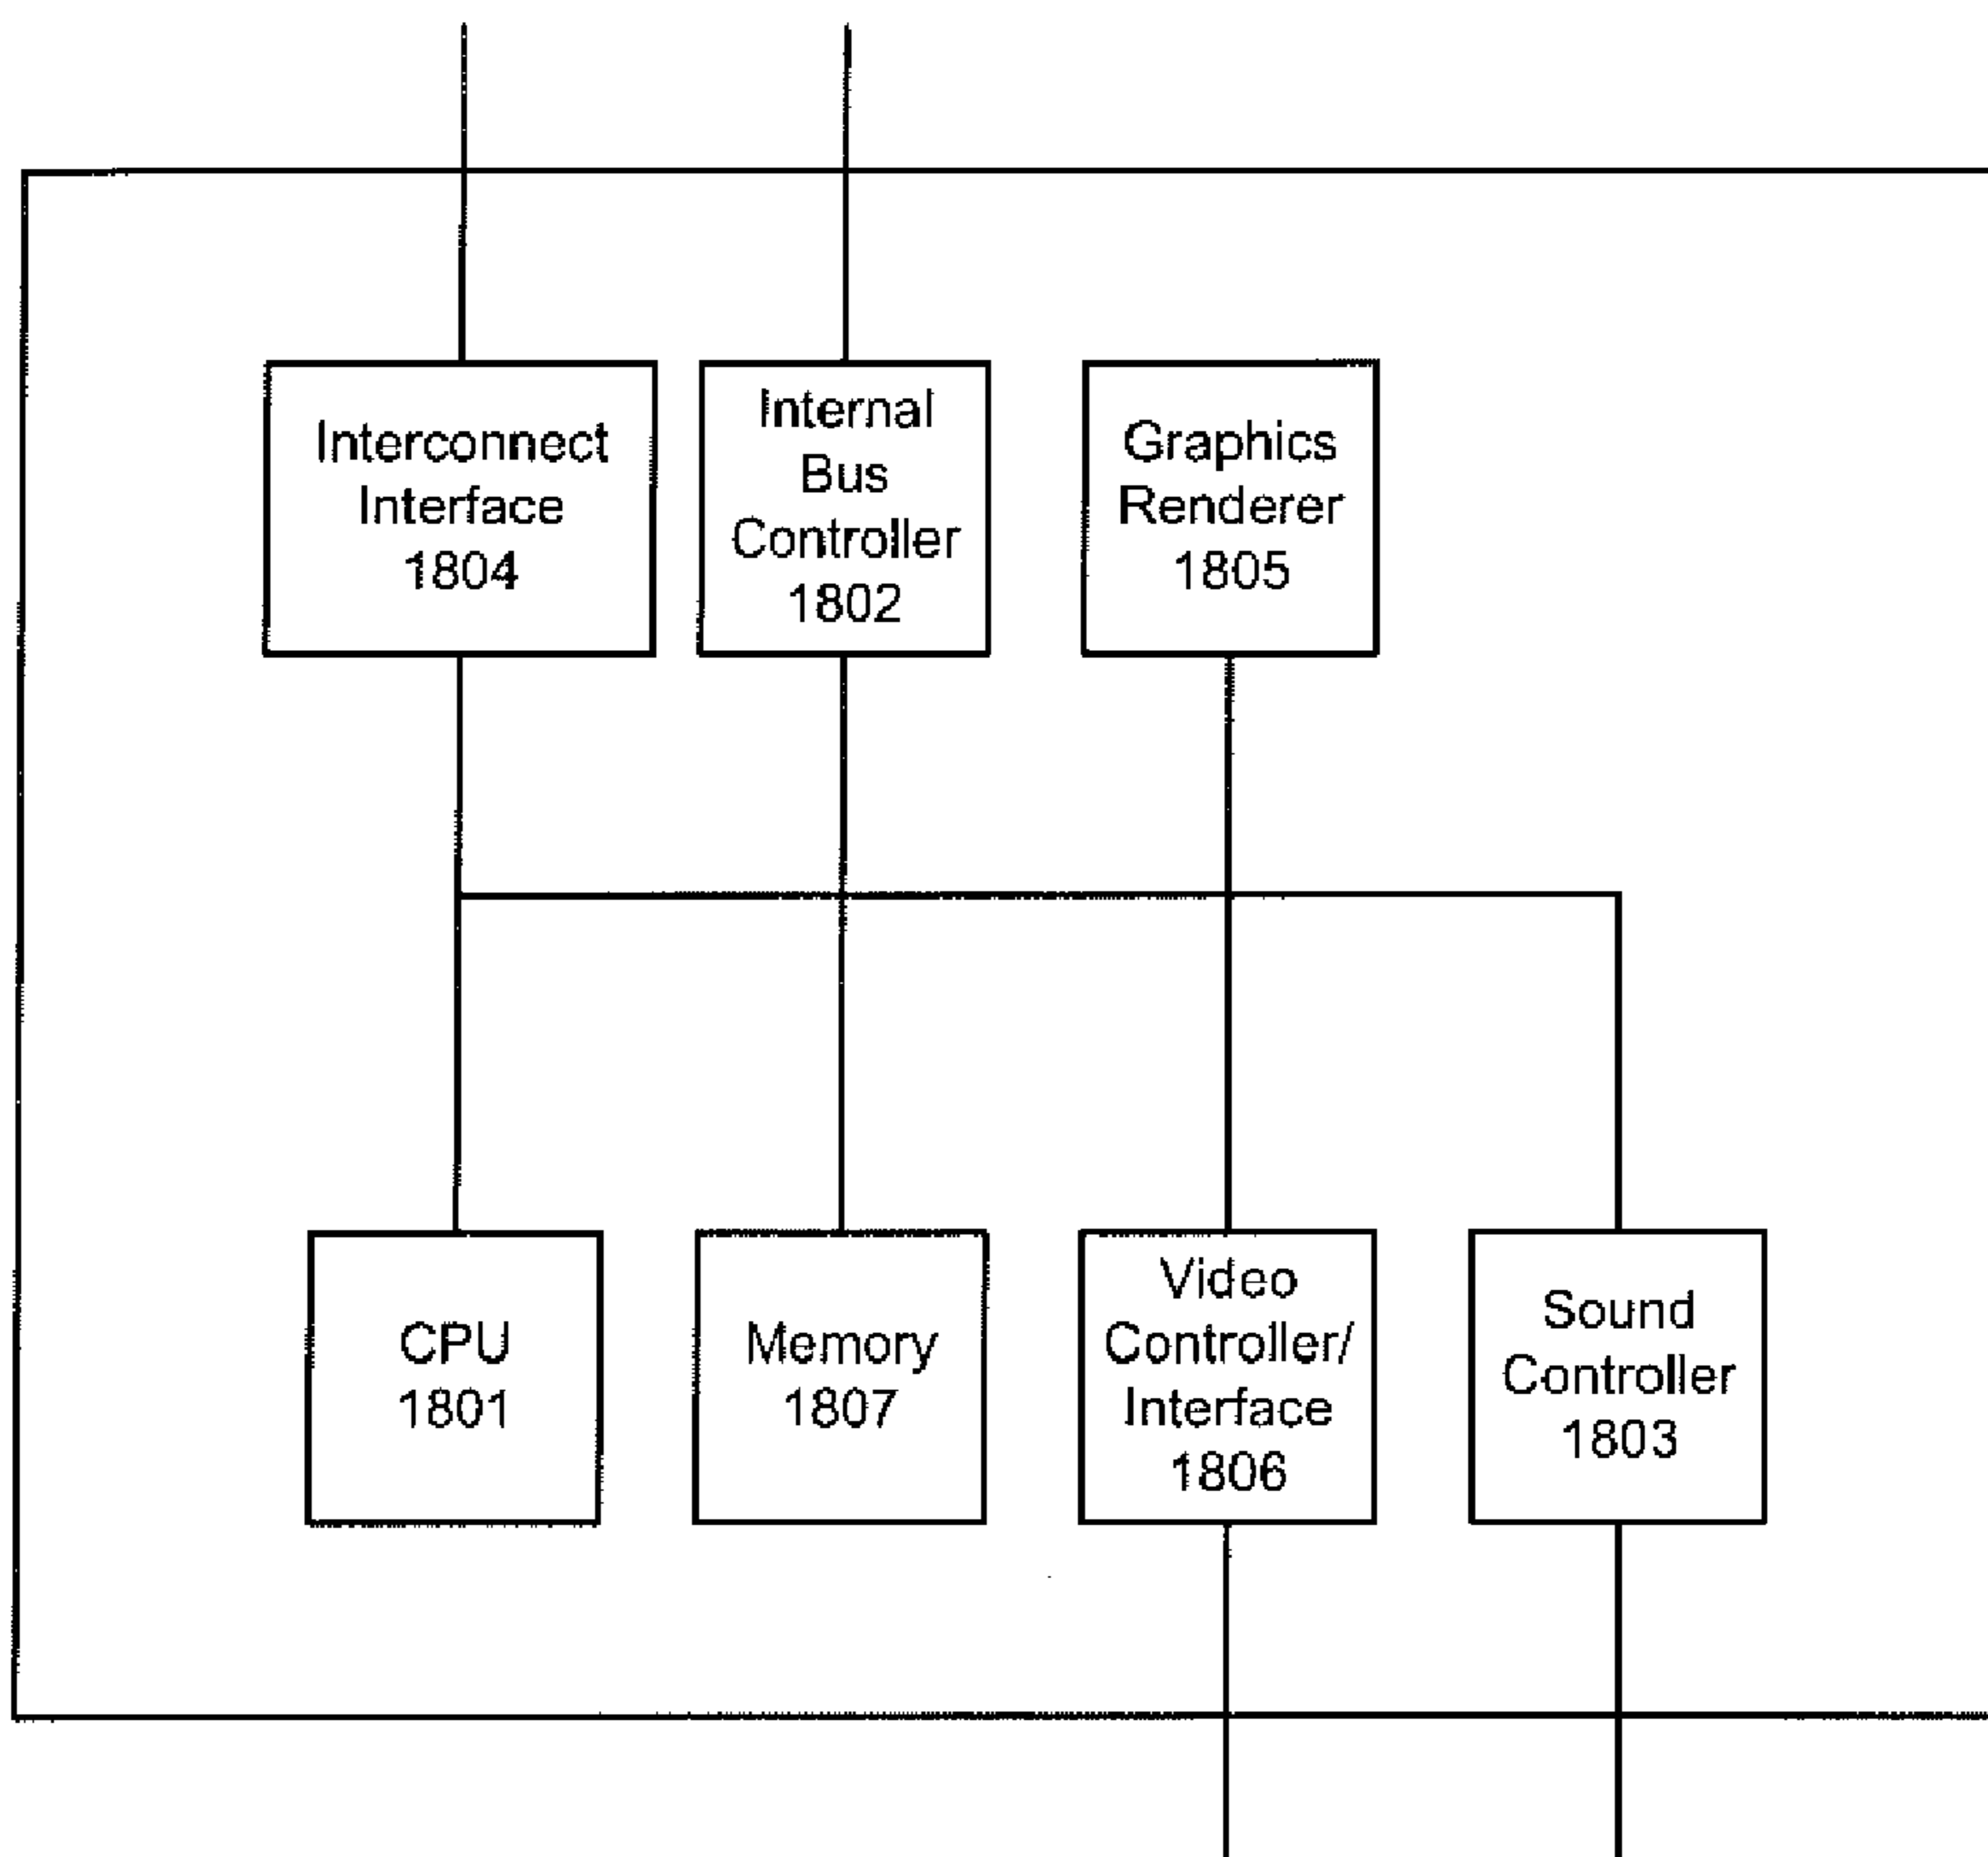 Interconnect
Interface
1804
Internal
Bus
Controller
1802
Graphics
Renderer
1805
CPU
1801
Memory
1807
Video
Controller/
Interface
1806
Sound
Controller
1803